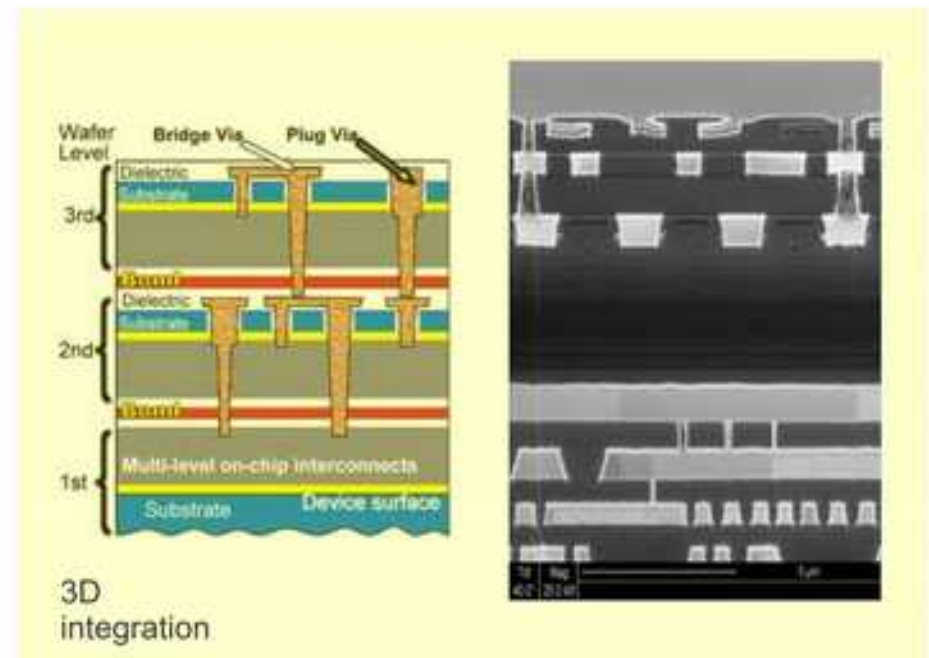 Wafer
Level
Bridge Via
Plug Via
Dielectric
Substrate
3rd
Bond
Dielectric
Substrate
2nd
Bond
Multi-level on-chip interconnects
1st
Device surface
Substrate
3D
integration